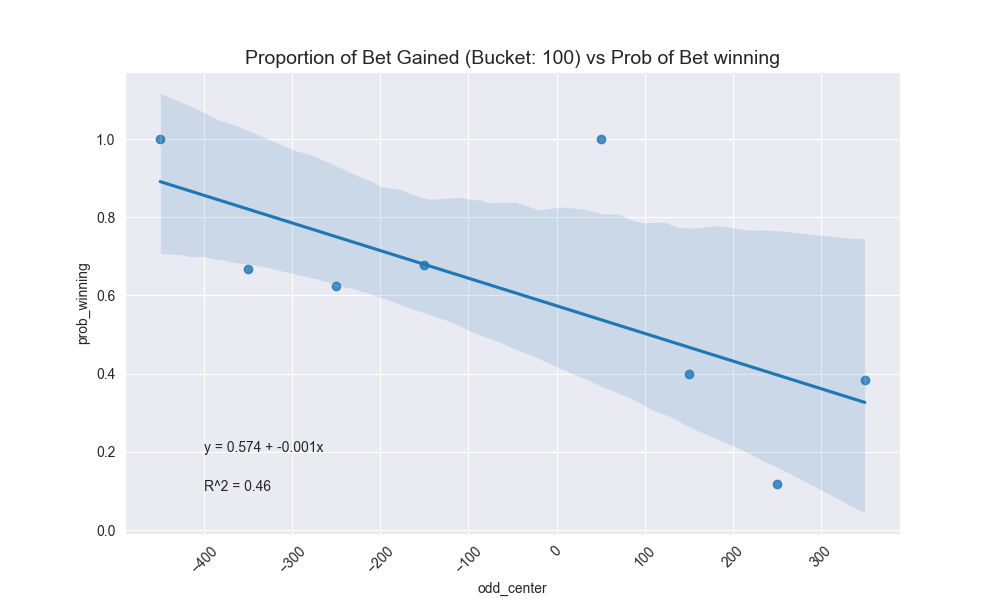 Proportion of Bet Gained (Bucket: 100) vs Prob of Bet winning
1.0
0.8
0.6
0.4
0.2
0.0
prob_winning
y = 0.574 + -0.001x
R^2 = 0.46
−400
−300
−200
−100
0
100
200
300
odd_center